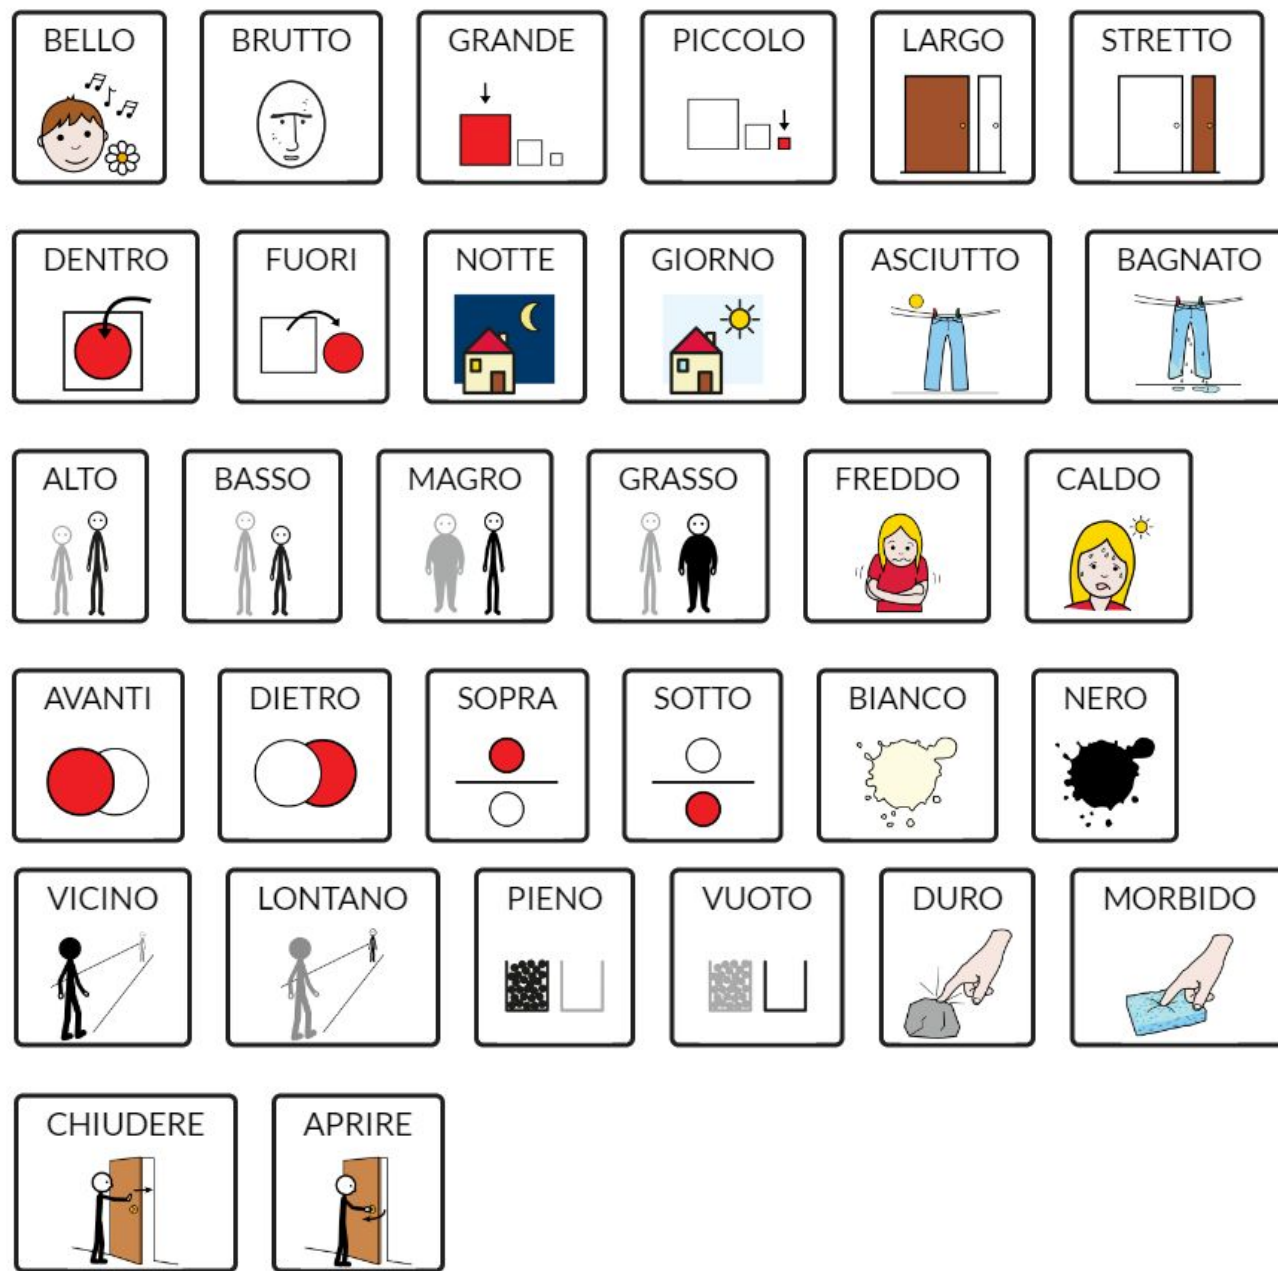 BELLO BRUTTO GRANDE PICCOLO LARGO STRETTO
DENTRO FUORI NOTTE GIORNO ASCIUTTO BAGNATO
ALTO BASSO MAGRO GRASSO FREDDO CALDO
AVANTI DIETRO SOPRA SOTTO BIANCO NERO
VICINO LONTANO PIENO VUOTO DURO MORBIDO
CHIUDERE APRIRE